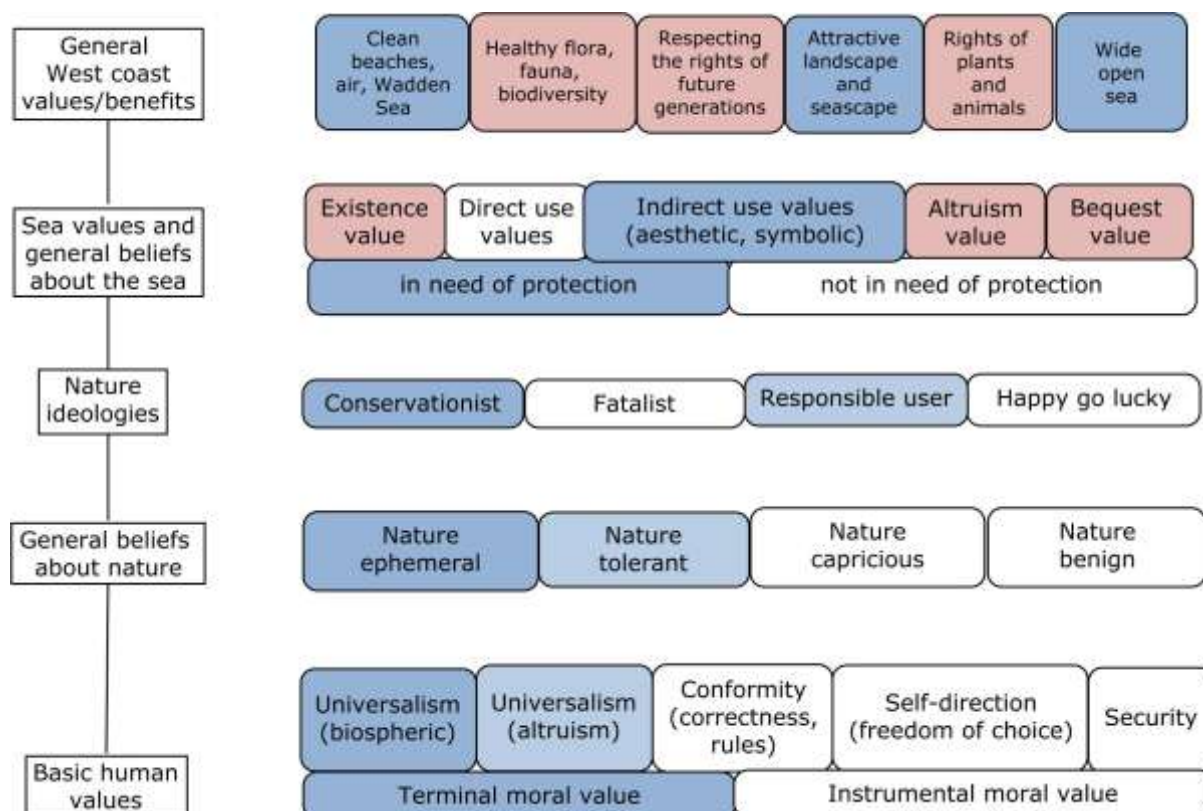 General
West coast
values/benefits
Clean
beaches,
air, Wadden
Sea
Healthy flora,
fauna,
biodiversity
Respecting
the rights of
future
generations
Attractive
landscape
and
seascape
Rights of
plants
and
animals
Wide
open
sea
Sea values and
general beliefs
about the sea
Existence
value
Direct use
values
Indirect use values
(aesthetic, symbolic)
Altruism
value
Bequest
value
in need of protection
not in need of protection
Nature
ideologies
Conservationist
Fatalist
Responsible user
Happy go lucky
General beliefs
about nature
Nature
ephemeral
Nature
tolerant
Nature
capricious
Nature
benign
Basic human
values
Universalism
(biospheric)
Universalism
(altruism)
Conformity
(correctness,
rules)
Self-direction
(freedom of choice)
Security
Terminal moral value
Instrumental moral value